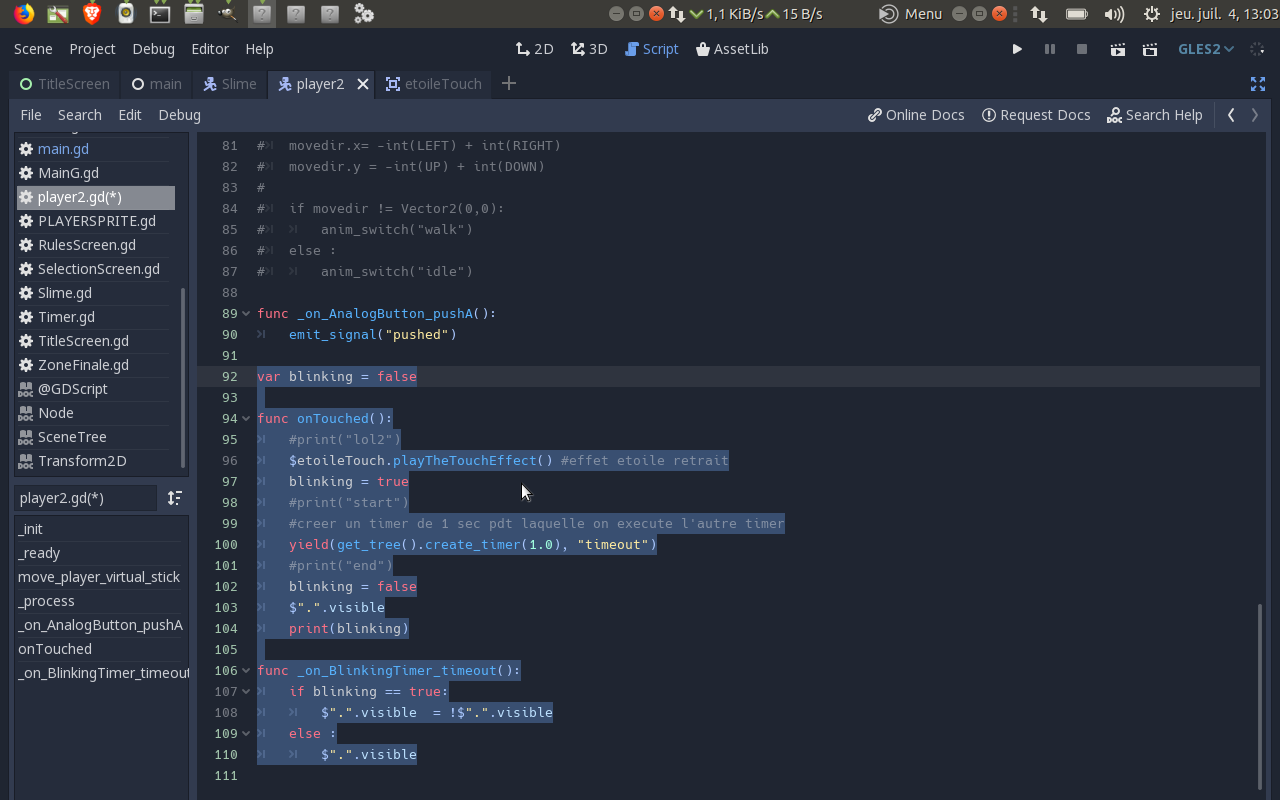 1,1 KiB/s 15 B/s Menu jeu. juil. 4, 13:03
Scene Project Debug Editor Help 2D 3D Script AssetLib GLES2
TitleScreen main Slime player2 etoileTouch
File Search Edit Debug Online Docs Request Docs Search Help
main.gd
MainG.gd
player2.gd(*)
PLAYERSPRITE.gd
RulesScreen.gd
SelectionScreen.gd
Slime.gd
Timer.gd
TitleScreen.gd
ZoneFinale.gd
@GDScript
Node
SceneTree
Transform2D
player2.gd(*)
_init
_ready
move_player_virtual_stick
_process
_on_AnalogButton_pushA
onTouched
_on_BlinkingTimer_timeout
81 # movedir.x= -int(LEFT) + int(RIGHT)
82 # movedir.y = -int(UP) + int(DOWN)
83 #
84 # if movedir != Vector2(0,0):
85 # anim_switch("walk")
86 # else :
87 # anim_switch("idle")
88
89 func _on_AnalogButton_pushA():
90 emit_signal("pushed")
91
92 var blinking = false
93
94 func onTouched():
95 #print("lol2")
96 $etoileTouch.playTheTouchEffect() #effet etoile retrait
97 blinking = true
98 #print("start")
99 #creer un timer de 1 sec pdt laquelle on execute l'autre timer
100 yield(get_tree().create_timer(1.0), "timeout")
101 #print("end")
102 blinking = false
103 $".".visible
104 print(blinking)
105
106 func _on_BlinkingTimer_timeout():
107 if blinking == true:
108 $".".visible  = !$".".visible
109 else :
110 $".".visible
111